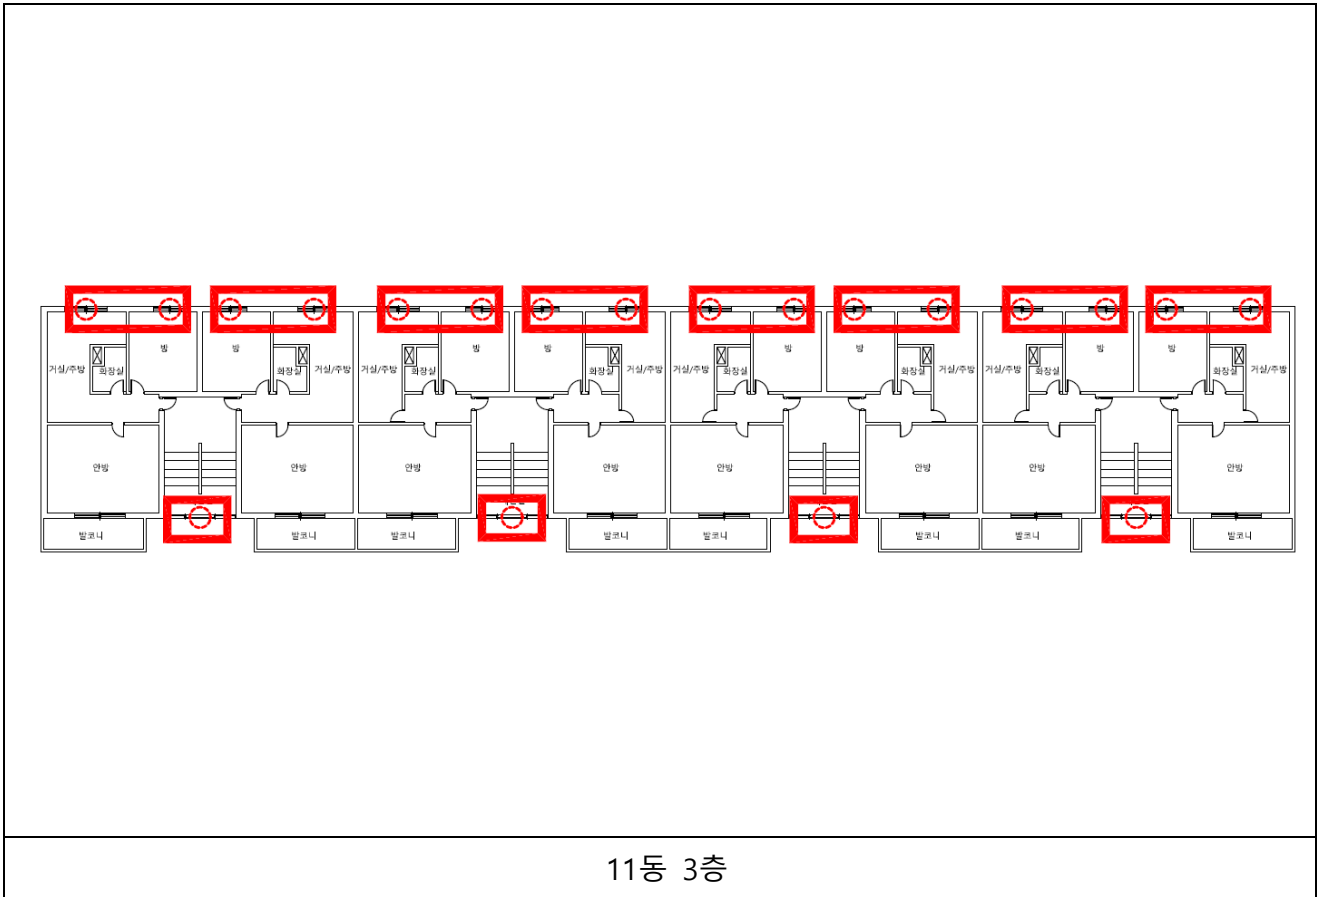 방 방 방 방 방 방 방 방
거실/주방 화장실 화장실 거실/주방 거실/주방 화장실 화장실 거실/주방 거실/주방 화장실 화장실 거실/주방 거실/주방 화장실 화장실 거실/주방
안방 안방 안방 안방 안방 안방 안방 안방
발코니 발코니 발코니 발코니 발코니 발코니 발코니 발코니
11동 3층